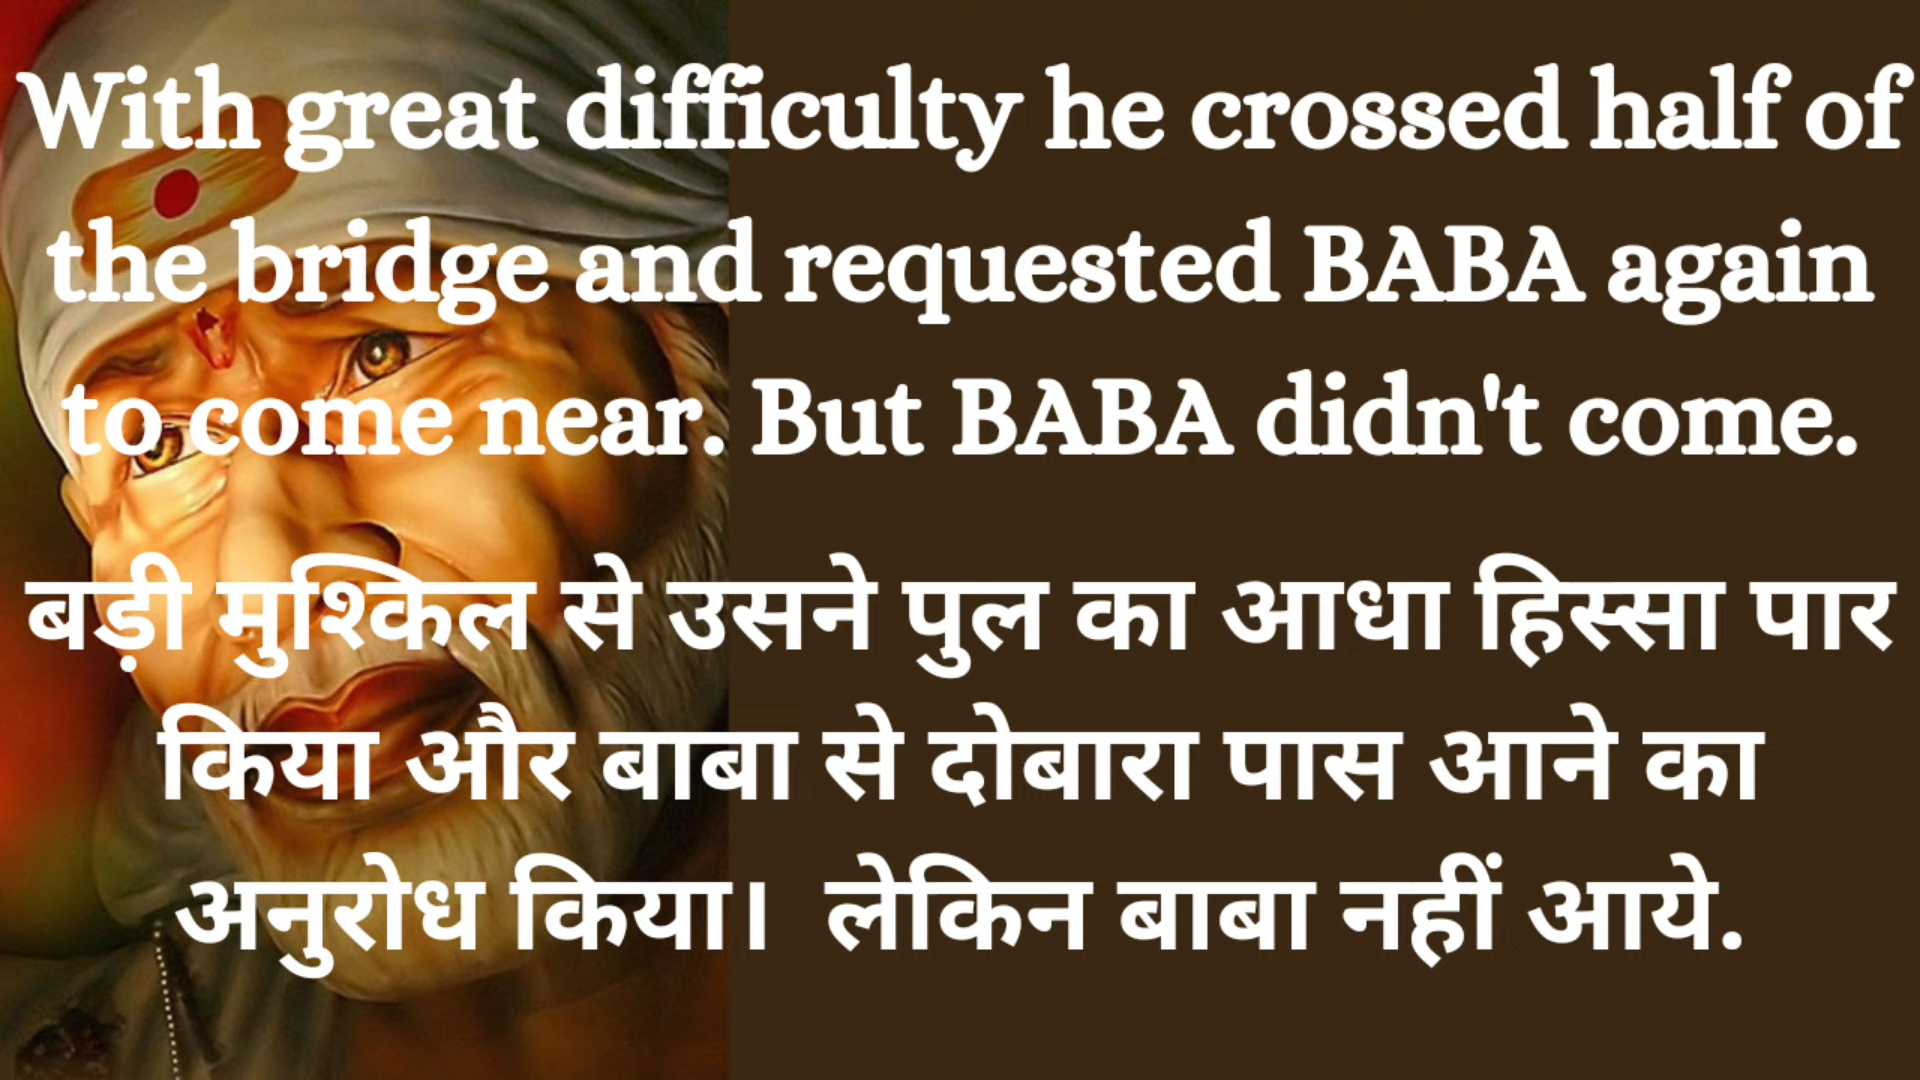 With great difficulty he crossed half of
the bridge and requested BABA again
to come near. But BABA didn't come.
बड़ी मुश्किल से उसने पुल का आधा हिस्सा पार
किया और बाबा से दोबारा पास आने का
अनुरोध किया। लेकिन बाबा नहीं आये.